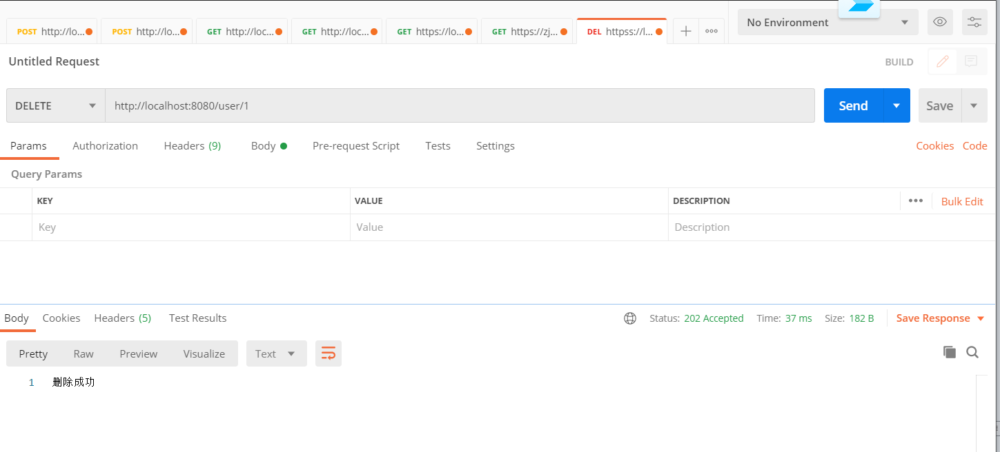 POST http://lo... POST http://lo... GET http://loc... GET http://loc... GET https://lo... GET https://zj... DEL httpss://l... No Environment
Untitled Request BUILD
DELETE http://localhost:8080/user/1 Send Save
Params Authorization Headers (9) Body Pre-request Script Tests Settings Cookies Code
Query Params
KEY VALUE DESCRIPTION Bulk Edit
Key Value Description
Body Cookies Headers (5) Test Results Status: 202 Accepted Time: 37 ms Size: 182 B Save Response
Pretty Raw Preview Visualize Text
1 删除成功